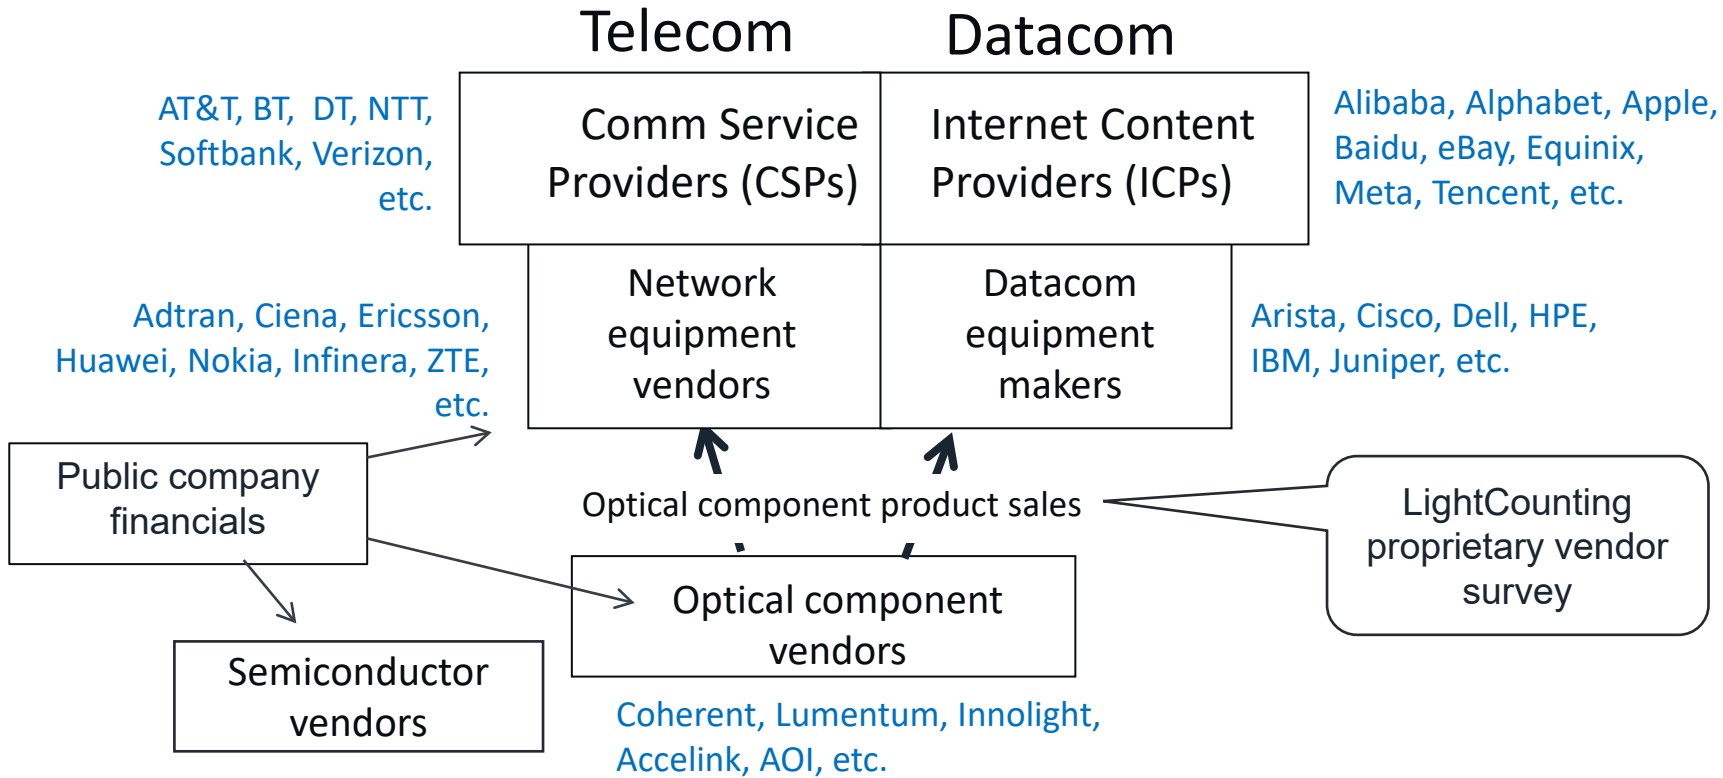 Telecom
Datacom
AT&T, BT,  DT, NTT,
Softbank, Verizon,
etc.
Comm Service
Providers (CSPs)
Internet Content
Providers (ICPs)
Alibaba, Alphabet, Apple,
Baidu, eBay, Equinix,
Meta, Tencent, etc.
Adtran, Ciena, Ericsson,
Huawei, Nokia, Infinera, ZTE,
etc.
Network
equipment
vendors
Datacom
equipment
makers
Arista, Cisco, Dell, HPE,
IBM, Juniper, etc.
Public company
financials
Optical component product sales
LightCounting
proprietary vendor
survey
Optical component
vendors
Semiconductor
vendors
Coherent, Lumentum, Innolight,
Accelink, AOI, etc.